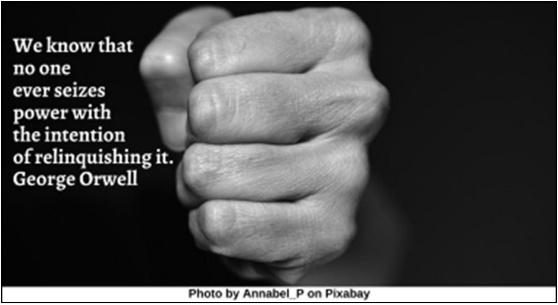 We know that
no one
ever seizes
power with
the intention
of relinquishing it.
George Orwell
Photo by Annabel_P on Pixabay